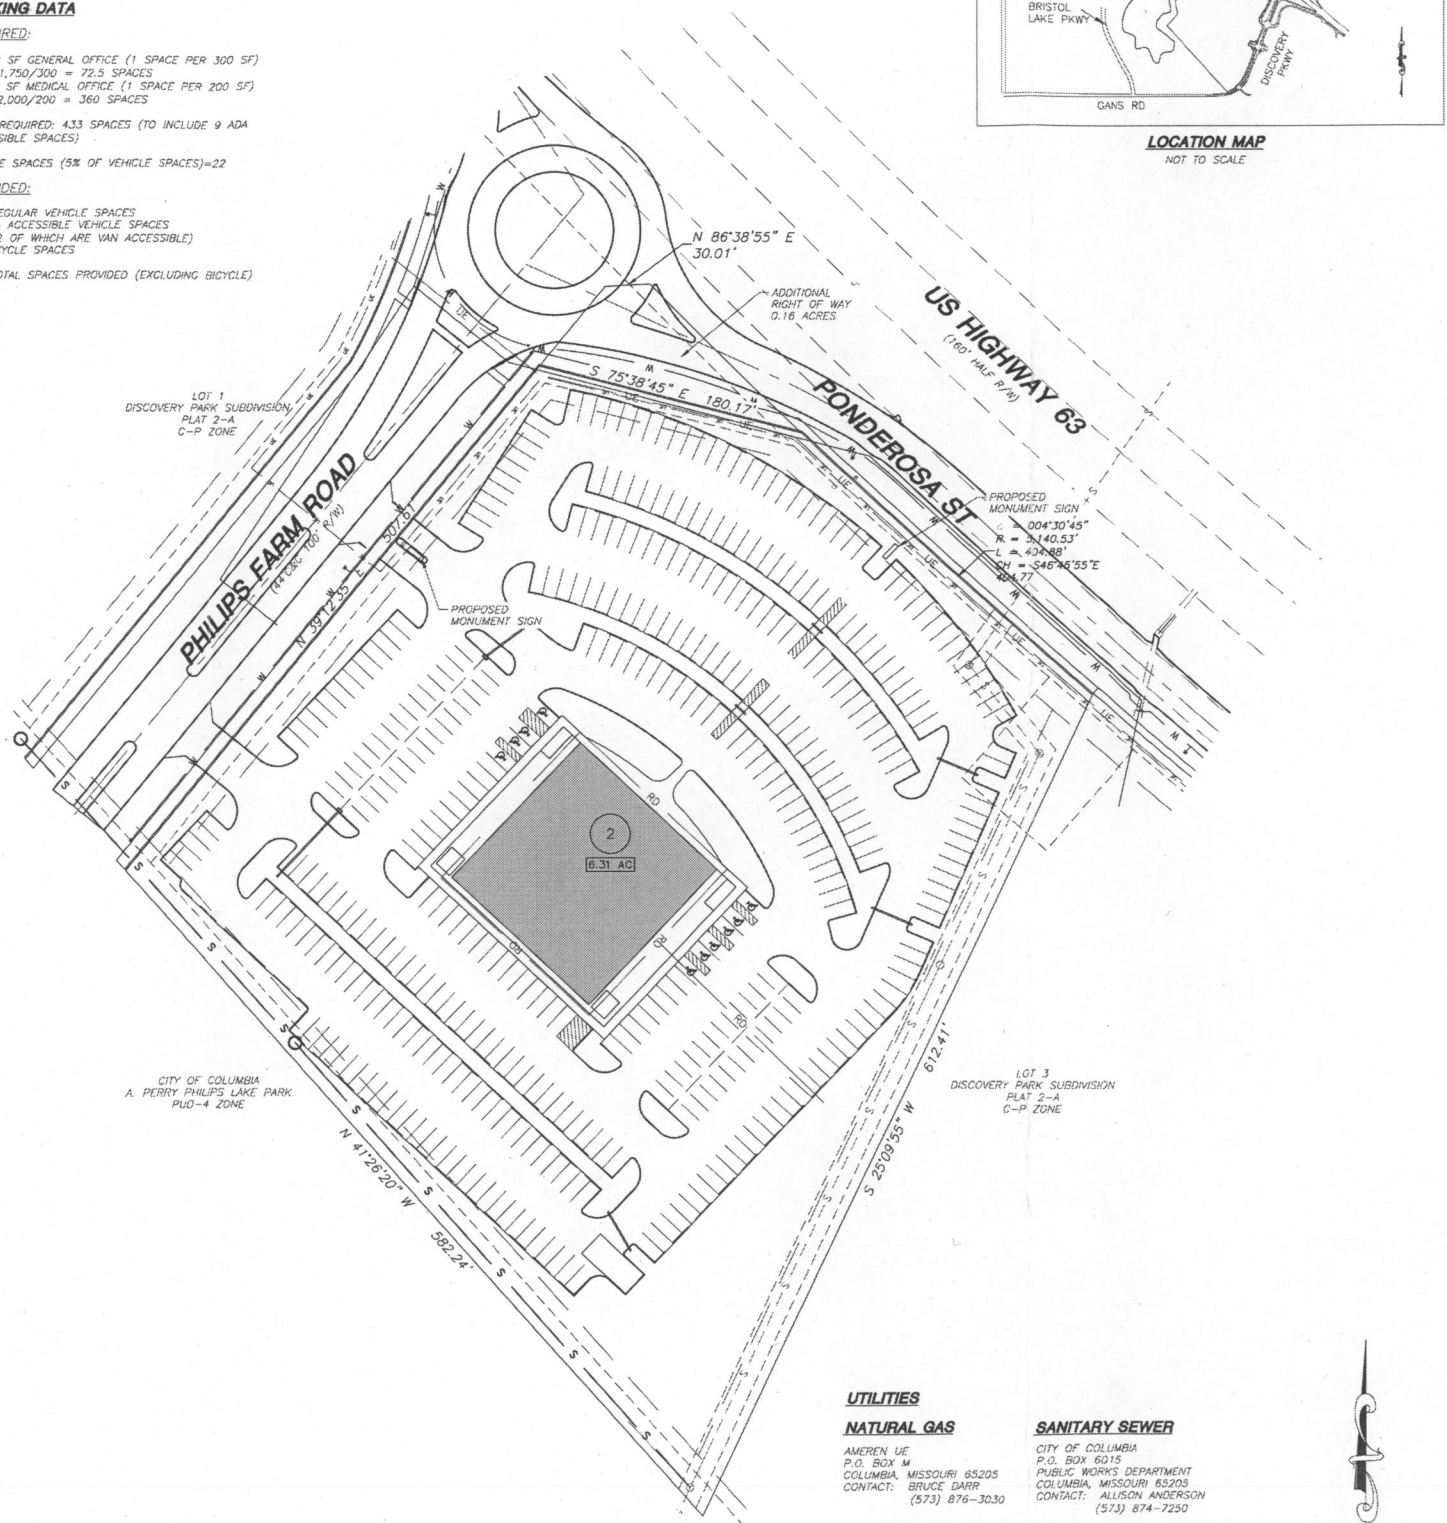 KING DATA
IRED:
SF GENERAL OFFICE (1 SPACE PER 300 SF)
1,750/300 = 72.5 SPACES
SF MEDICAL OFFICE (1 SPACE PER 200 SF)
2,000/200 = 360 SPACES
REQUIRED: 433 SPACES (TO INCLUDE 9 ADA
SIBLE SPACES)
E SPACES (5% OF VEHICLE SPACES)=22
DED:
EGULAR VEHICLE SPACES
ACCESSIBLE VEHICLE SPACES
2 OF WHICH ARE VAN ACCESSIBLE)
YCLE SPACES
OTAL SPACES PROVIDED (EXCLUDING BICYCLE)
BRISTOL
LAKE PKWY
DISCOVERY
PKWY
GANS RD
LOCATION MAP
NOT TO SCALE
N 86°38'55" E
30.01'
ADDITIONAL
RIGHT OF WAY
0.16 ACRES
US HIGHWAY 63
(160' HALF R/W)
PONDEROSA ST
S 75°38'45" E 180.17'
LOT 1
DISCOVERY PARK SUBDIVISION
PLAT 2-A
C-P ZONE
PHILIPS FARM ROAD
N 39°12'35" E
507.67'
PROPOSED
MONUMENT SIGN
PROPOSED
MONUMENT SIGN
= 004°30'45"
R = 5,140.53'
L = 404.88'
CH = S46°45'55"E
404.77
RD
2
6.31 AC
RD
RD
RD
612.41'
S 25°09'55" W
CITY OF COLUMBIA
A. PERRY PHILIPS LAKE PARK
PUD-4 ZONE
LOT 3
DISCOVERY PARK SUBDIVISION
PLAT 2-A
C-P ZONE
N 41°26'20" W
582.24'
UTILITIES
NATURAL GAS
AMEREN UE
P.O. BOX M
COLUMBIA, MISSOURI 65205
CONTACT: BRUCE DARR
(573) 876-3030
SANITARY SEWER
CITY OF COLUMBIA
P.O. BOX 6015
PUBLIC WORKS DEPARTMENT
COLUMBIA, MISSOURI 65205
CONTACT: ALLISON ANDERSON
(573) 874-7250